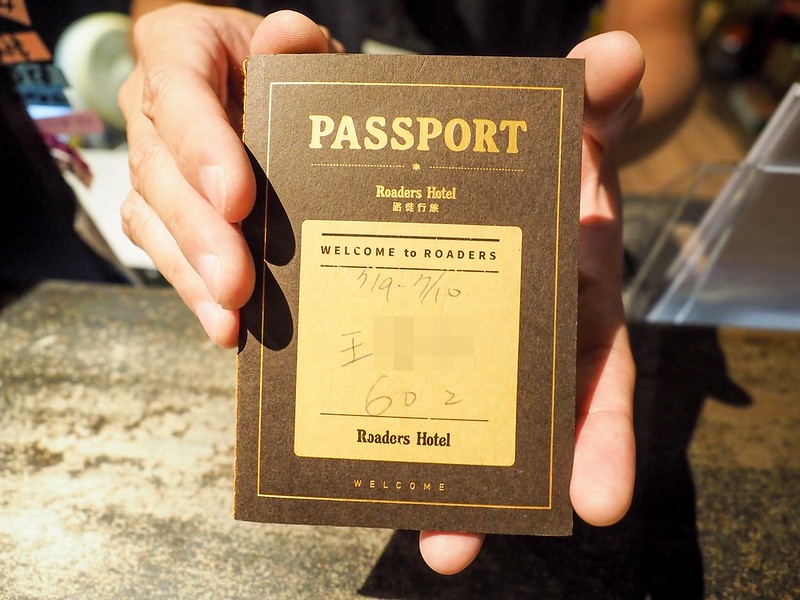 PASSPORT
Roaders Hotel
路徒行旅
WELCOME to ROADERS
7/9-7/10
王
602
Roaders Hotel
WELCOME